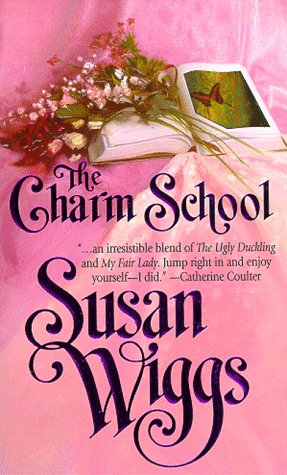 The
Charm School
"...an irresistible blend of The Ugly Duckling
and My Fair Lady. Jump right in and enjoy
yourself—I did." —Catherine Coulter
Susan
Wiggs